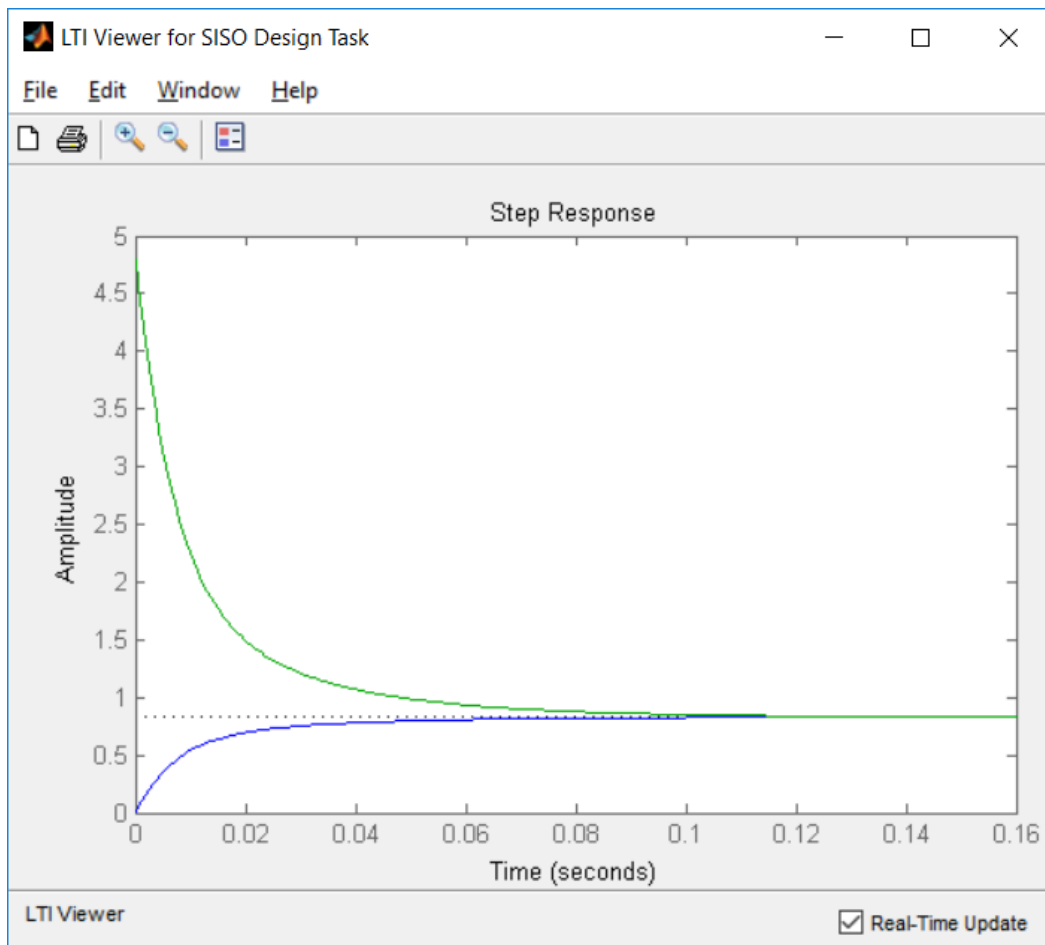 LTI Viewer for SISO Design Task
File Edit Window Help
Step Response
5
4.5
4
3.5
3
2.5
2
1.5
1
0.5
0
Amplitude
0 0.02 0.04 0.06 0.08 0.1 0.12 0.14 0.16
Time (seconds)
LTI Viewer
Real-Time Update